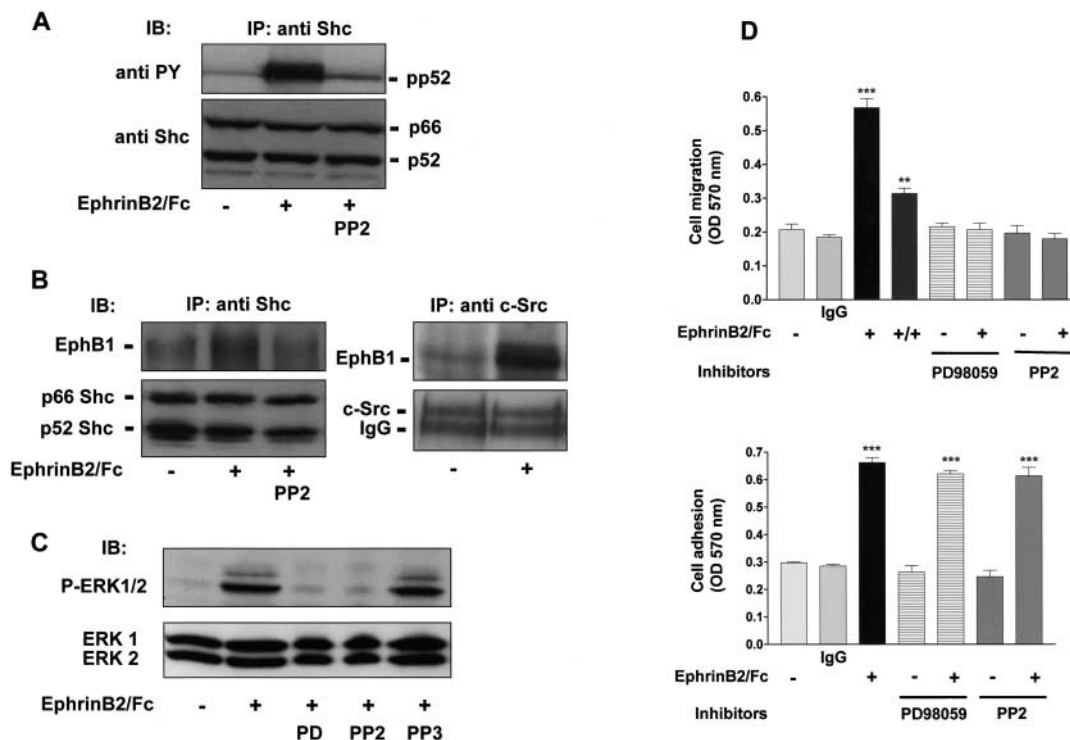 A
IB:
IP: anti Shc
anti PY
- pp52
anti Shc
- p66
- p52
EphrinB2/Fc
- + +
PP2
B
IB:
IP: anti Shc
EphB1 -
p66 Shc -
p52 Shc -
EphrinB2/Fc
- + +
PP2
IP: anti c-Src
EphB1 -
c-Src -
IgG -
- +
C
IB:
P-ERK1/2
ERK 1
ERK 2
EphrinB2/Fc
- + + + +
PD PP2 PP3
D
Cell migration
(OD 570 nm)
0.6
0.5
0.4
0.3
0.2
0.1
0.0
***
**
IgG
EphrinB2/Fc - + +/+ - + - +
Inhibitors PD98059 PP2
Cell adhesion
(OD 570 nm)
0.7
0.6
0.5
0.4
0.3
0.2
0.1
0.0
*** *** ***
IgG
EphrinB2/Fc - + - + - +
Inhibitors PD98059 PP2